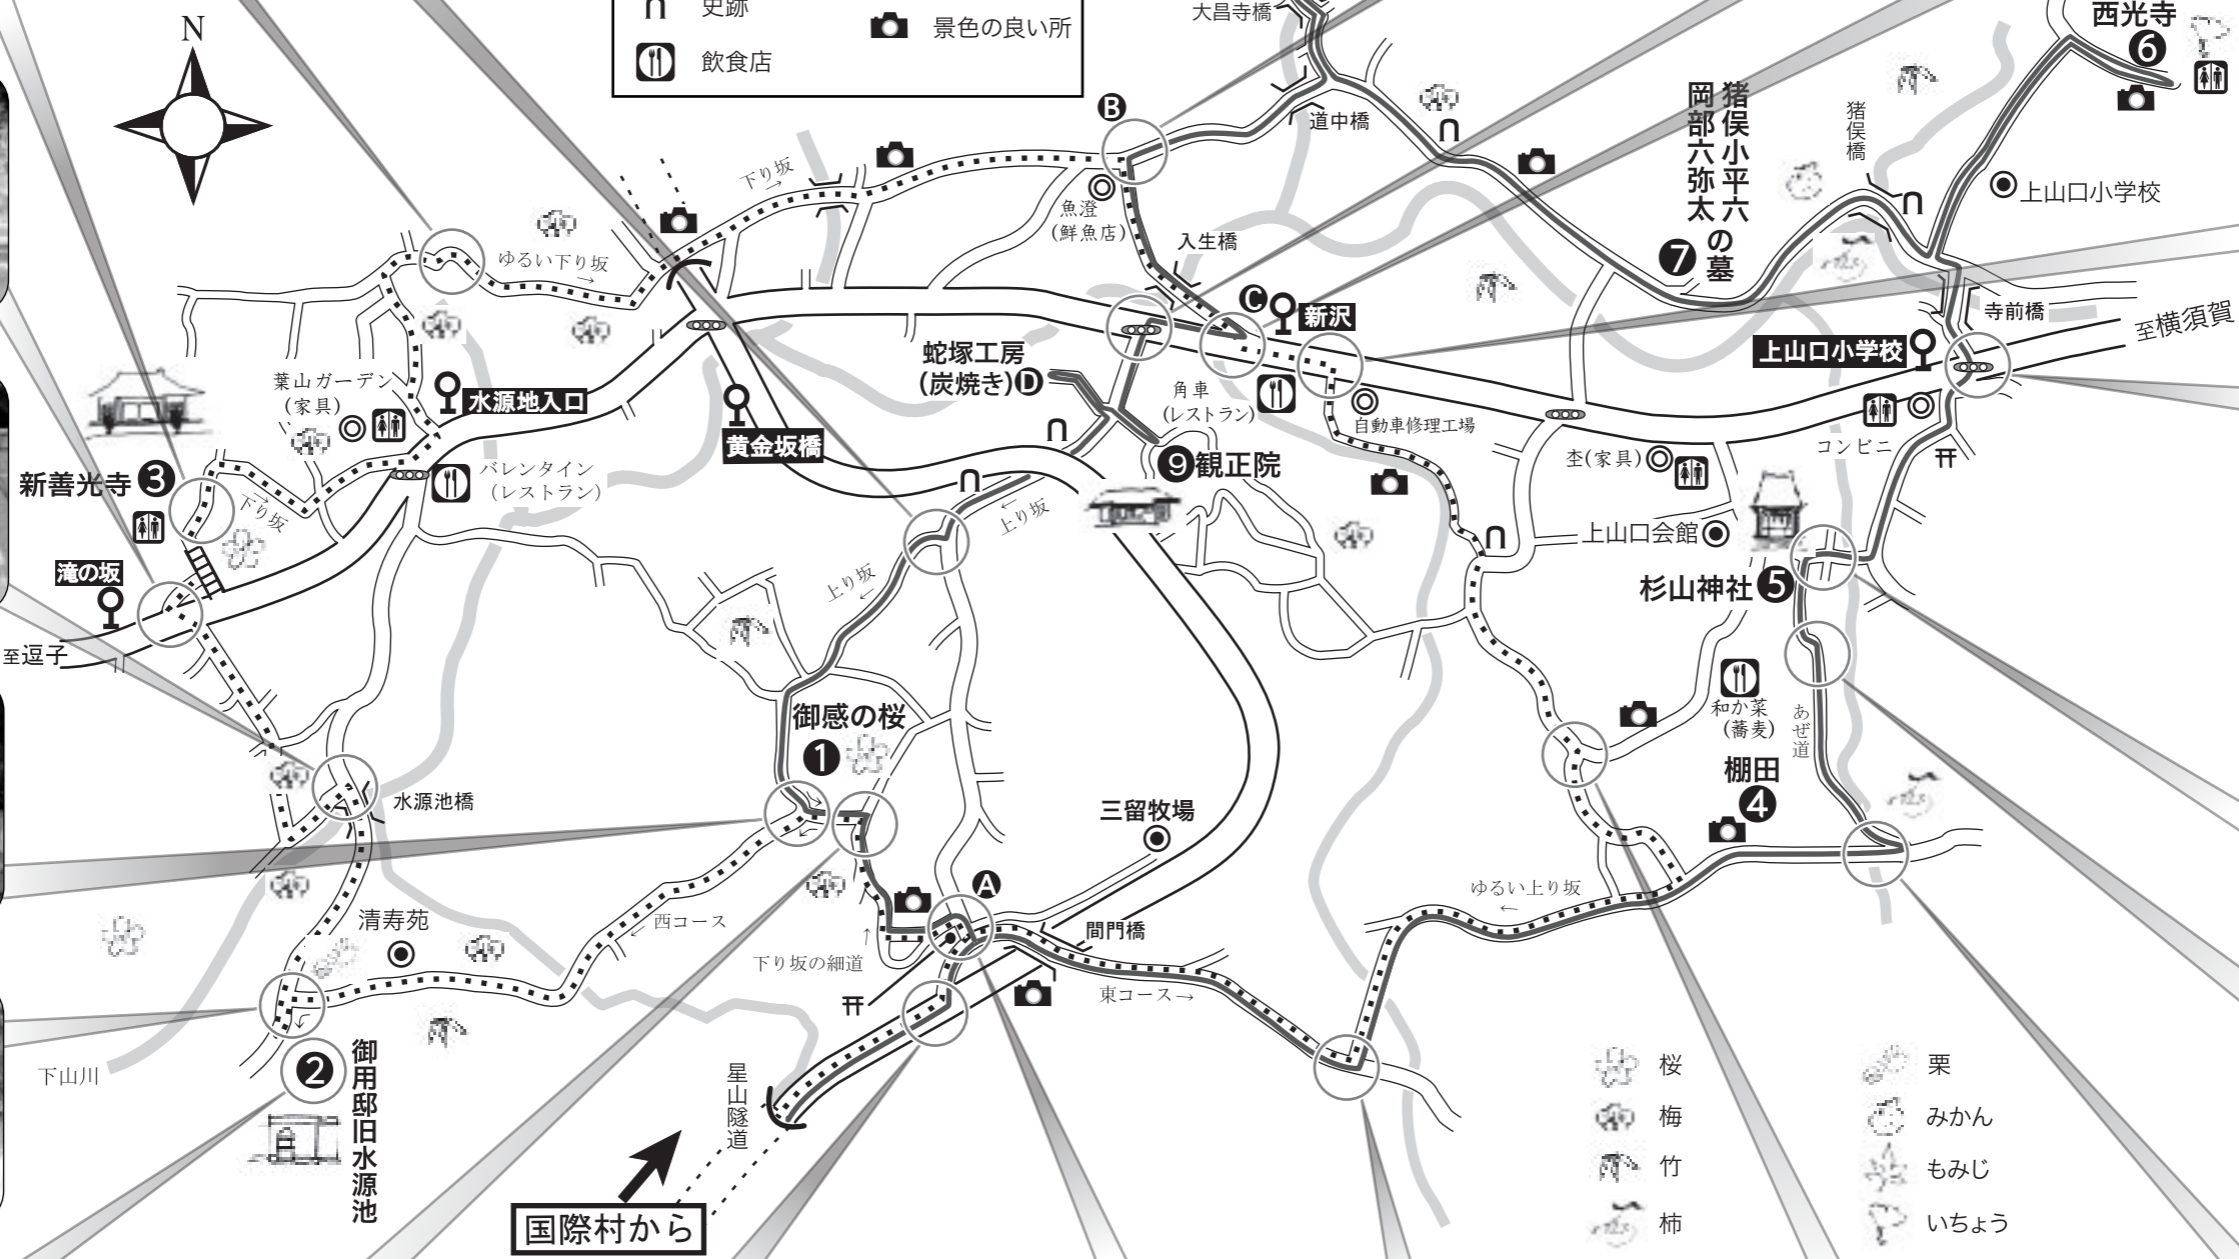 N
史跡
飲食店
景色の良い所
大昌寺橋
西光寺
6
B
道中橋
猪俣小平六
岡部六弥太
の墓
7
猪俣橋
上山口小学校
下り坂
→
魚澄
(鮮魚店)
入生橋
ゆるい下り坂
→
C
新沢
寺前橋
至横須賀
上山口小学校
蛇塚工房
(炭焼き)D
角車
(レストラン)
自動車修理工場
葉山ガーデン
(家具)
水源地入口
黄金坂橋
コンビニ
杢(家具)
新善光寺3
下り坂
→
バレンタイン
(レストラン)
9観正院
←
上り坂
上山口会館
滝の坂
杉山神社5
上り坂
←
至逗子
御感の桜
1
和か菜
(蕎麦)
あぜ道
棚田
4
水源池橋
三留牧場
A
ゆるい上り坂
←
清寿苑
←西コース
間門橋
↑
下り坂の細道
東コース→
2
御用邸旧水源池
下山川
星山隧道
国際村から
桜
梅
竹
柿
栗
みかん
もみじ
いちょう